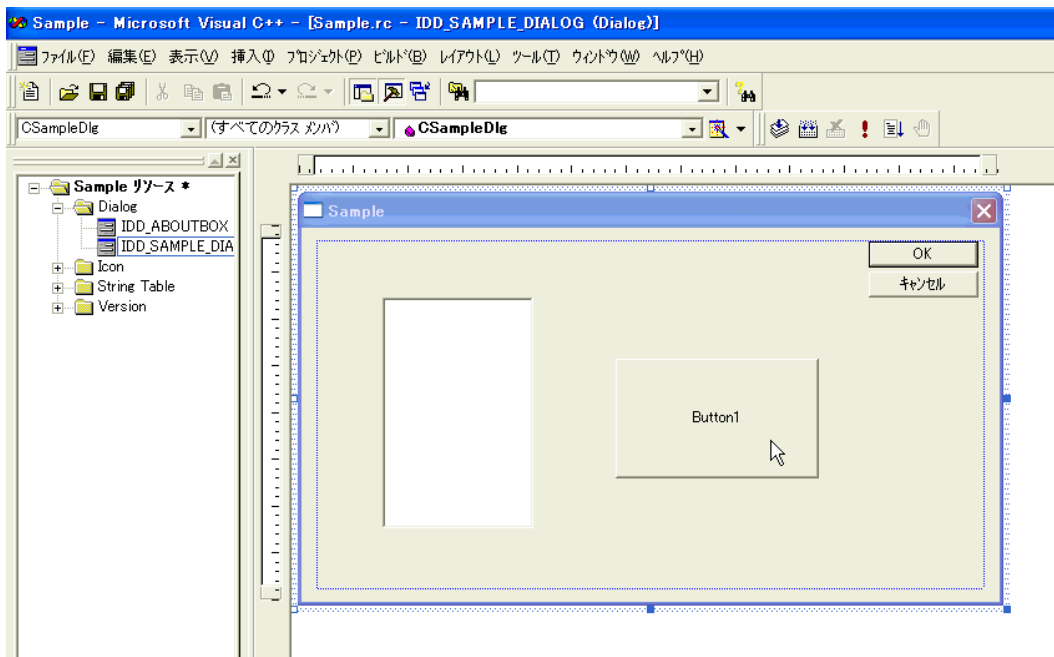 Sample - Microsoft Visual C++ - [Sample.rc - IDD_SAMPLE_DIALOG (Dialog)]
ファイル(F) 編集(E) 表示(V) 挿入(I) プロジェクト(P) ビルド(B) レイアウト(L) ツール(T) ウィンドウ(W) ヘルプ(H)
CSampleDlg (すべてのクラス メンバ) CSampleDlg
Sample リソース *
Dialog
IDD_ABOUTBOX
IDD_SAMPLE_DIA
Icon
String Table
Version
Sample
OK
キャンセル
Button1